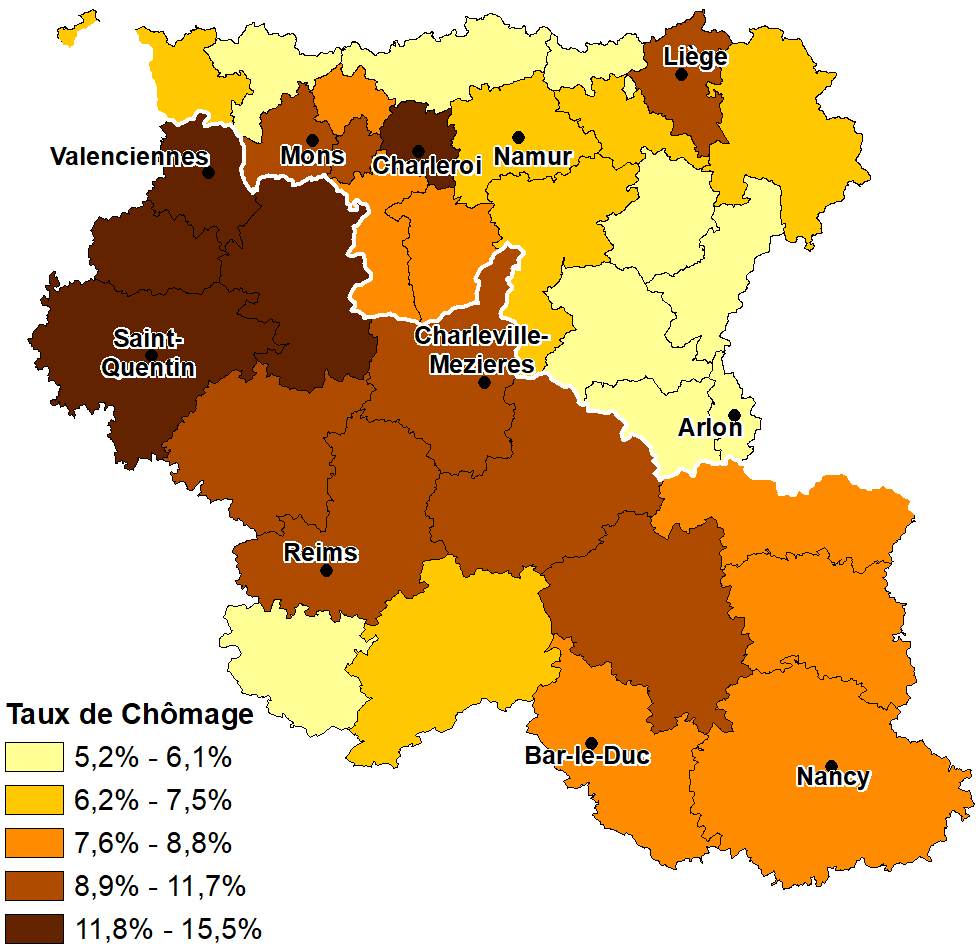 Liège
Valenciennes
Mons
Charleroi
Namur
Saint-
Quentin
Charleville-
Mezieres
Arlon
Reims
Bar-le-Duc
Nancy
Taux de Chômage
5,2% - 6,1%
6,2% - 7,5%
7,6% - 8,8%
8,9% - 11,7%
11,8% - 15,5%